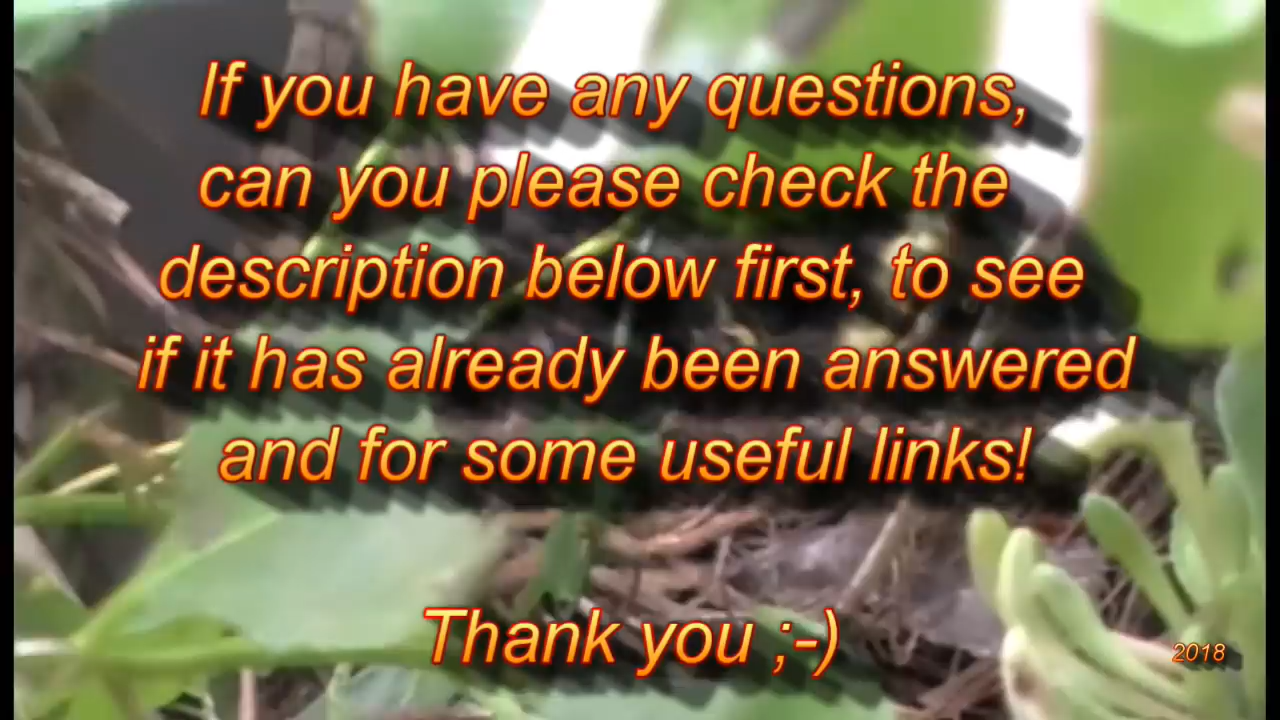 If you have any questions,
can you please check the
description below first, to see
if it has already been answered
and for some useful links!
Thank you ;-)
2018